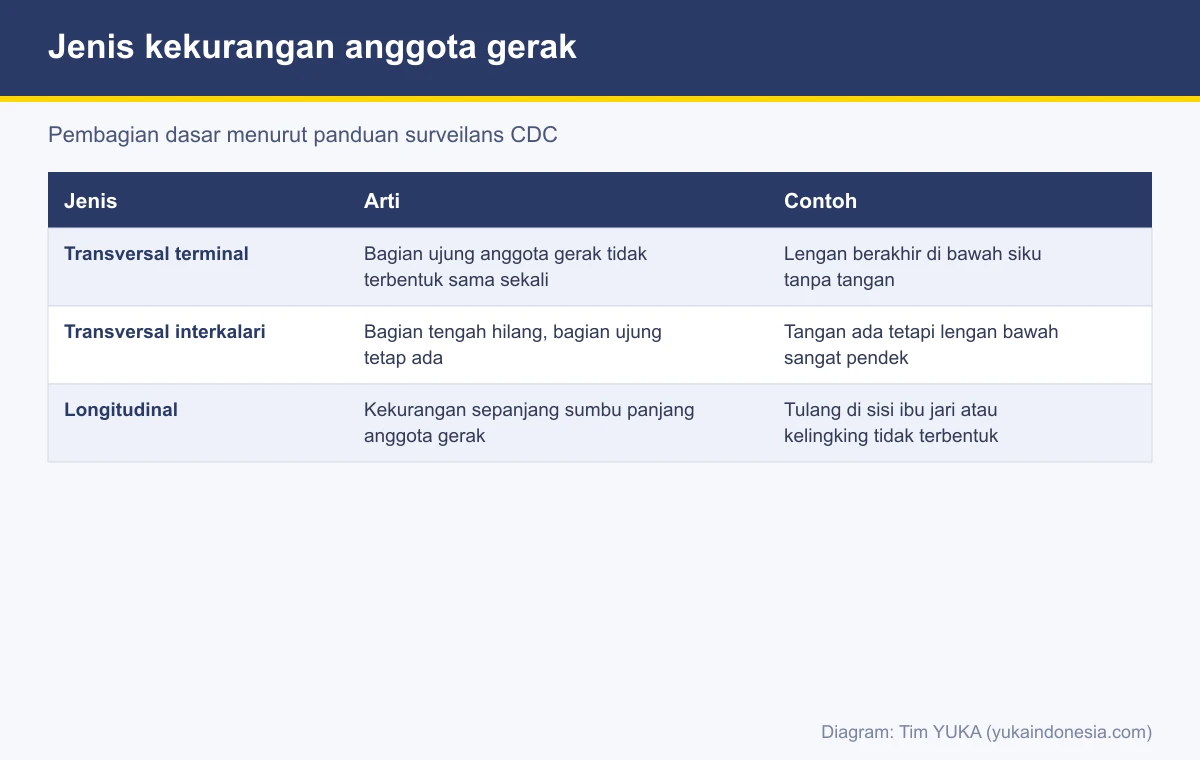 Jenis kekurangan anggota gerak
Pembagian dasar menurut panduan surveilans CDC
Jenis Arti Contoh
Transversal terminal
Bagian ujung anggota gerak tidak
terbentuk sama sekali
Lengan berakhir di bawah siku
tanpa tangan
Transversal interkalari
Bagian tengah hilang, bagian ujung
tetap ada
Tangan ada tetapi lengan bawah
sangat pendek
Longitudinal
Kekurangan sepanjang sumbu panjang
anggota gerak
Tulang di sisi ibu jari atau
kelingking tidak terbentuk
Diagram: Tim YUKA (yukaindonesia.com)